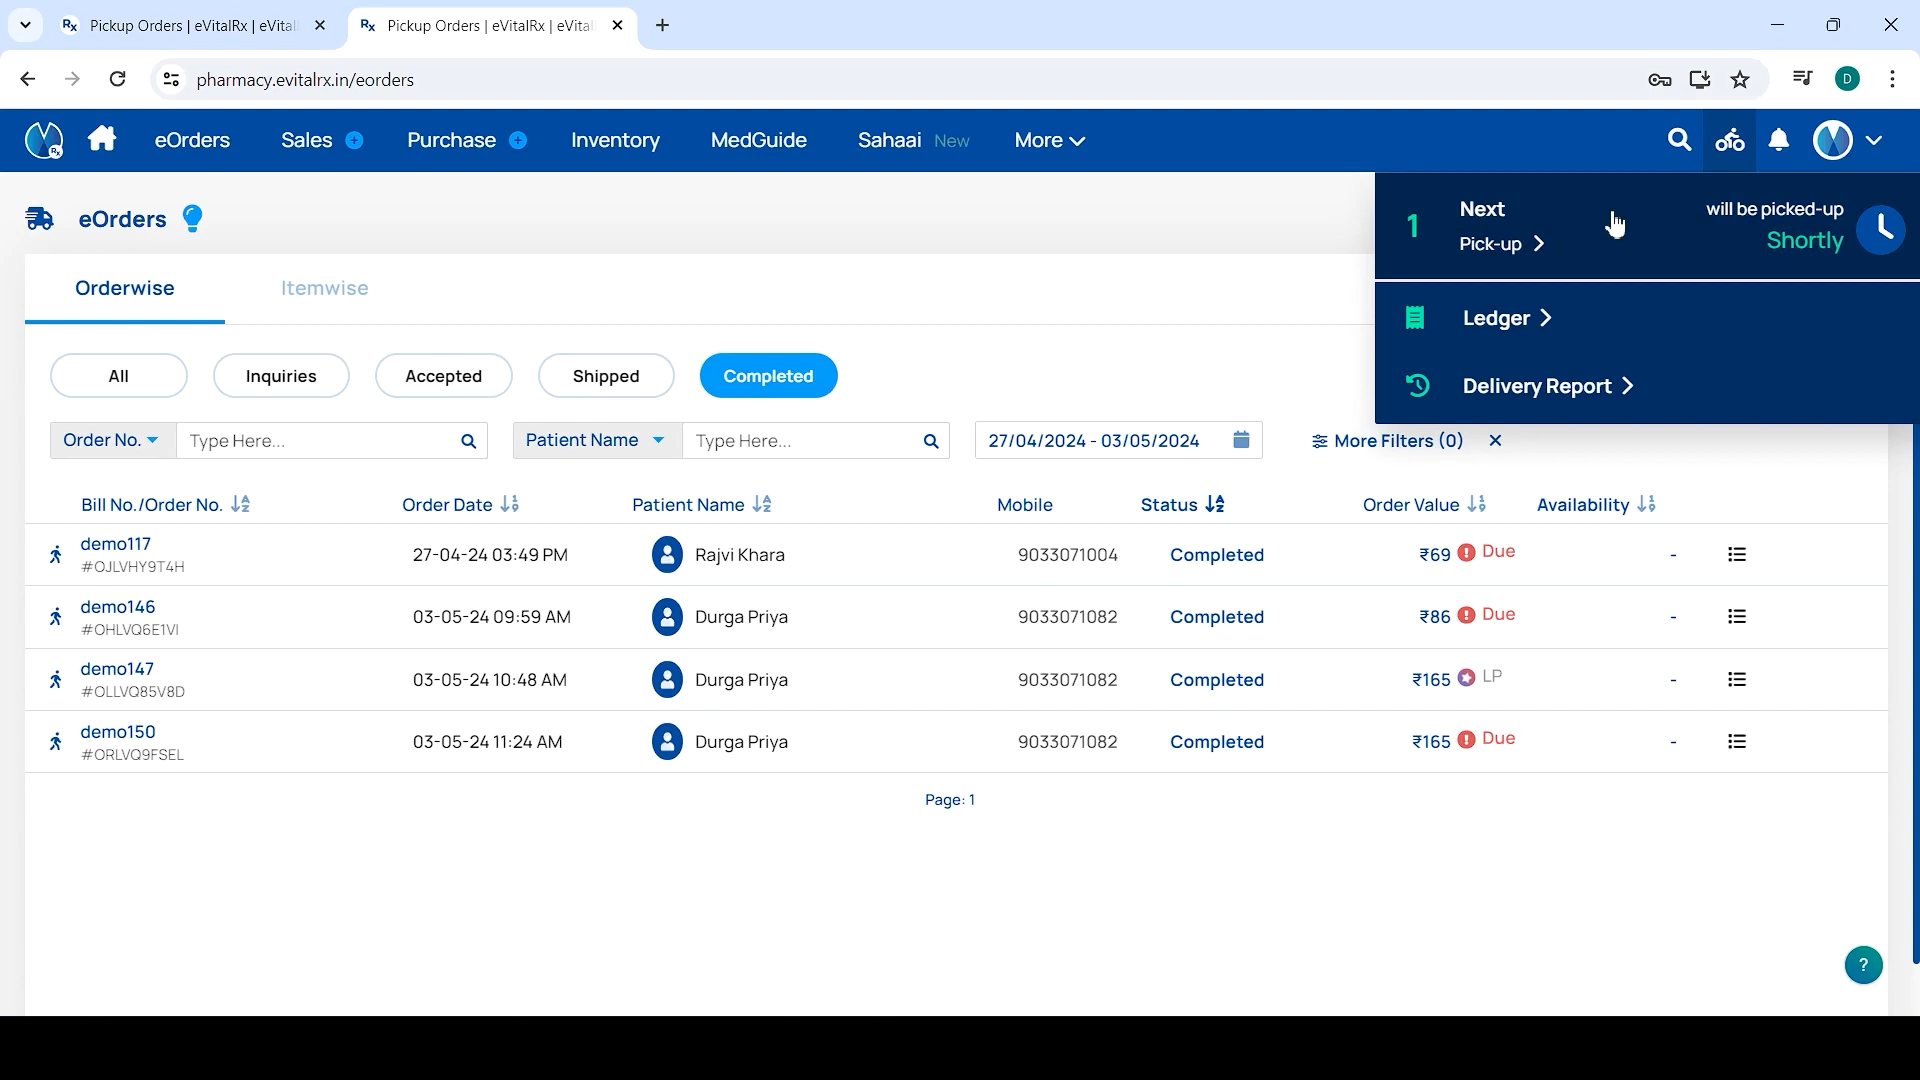 Pickup Orders | eVitalRx | eVital
Pickup Orders | eVitalRx | eVital
pharmacy.evitalrx.in/eorders
D
eOrders
Sales
Purchase
Inventory
MedGuide
Sahaai New
More
1
Next
Pick-up
will be picked-up
Shortly
Ledger
Delivery Report
eOrders
Orderwise
Itemwise
All
Inquiries
Accepted
Shipped
Completed
Order No.
Type Here...
Patient Name
Type Here...
27/04/2024 - 03/05/2024
More Filters (0)
Bill No./Order No. Order Date Patient Name Mobile Status Order Value Availability
demo117 27-04-24 03:49 PM Rajvi Khara 9033071004 Completed ₹69 Due -
#OJLVHY9T4H
demo146 03-05-24 09:59 AM Durga Priya 9033071082 Completed ₹86 Due -
#OHLVQ6E1VI
demo147 03-05-24 10:48 AM Durga Priya 9033071082 Completed ₹165 LP -
#OLLVQ85V8D
demo150 03-05-24 11:24 AM Durga Priya 9033071082 Completed ₹165 Due -
#ORLVQ9FSEL
Page: 1
?